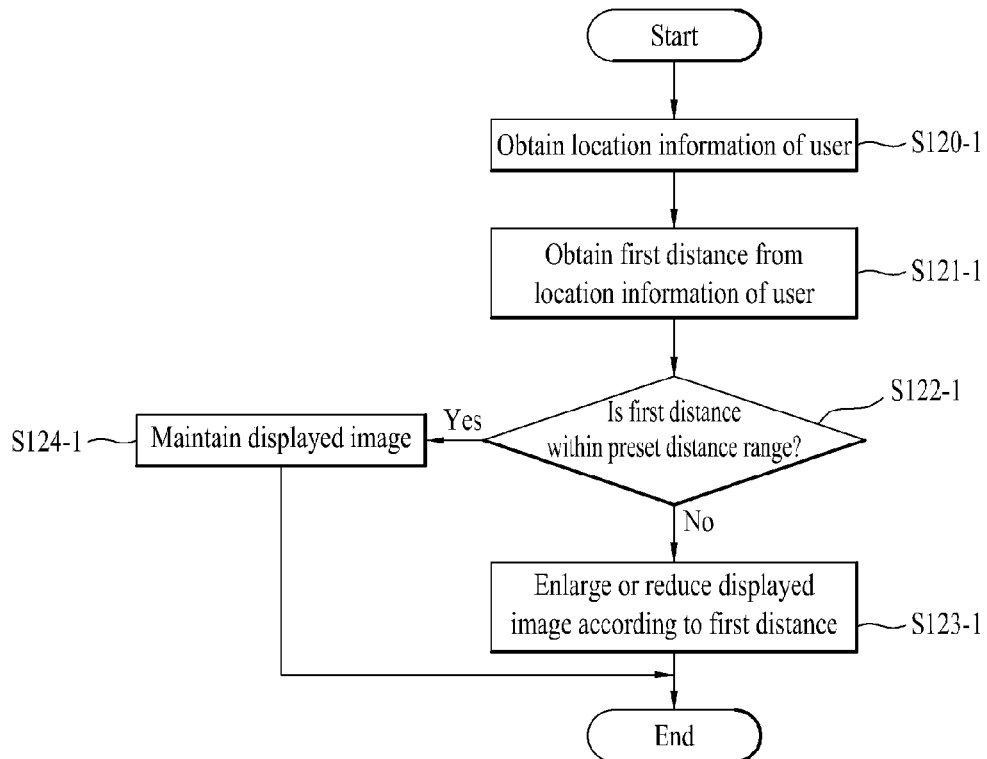 Start
Obtain location information of user
S120-1
Obtain first distance from
location information of user
S121-1
S122-1
Is first distance
within preset distance range?
Yes
Maintain displayed image
S124-1
No
Enlarge or reduce displayed
image according to first distance
S123-1
End